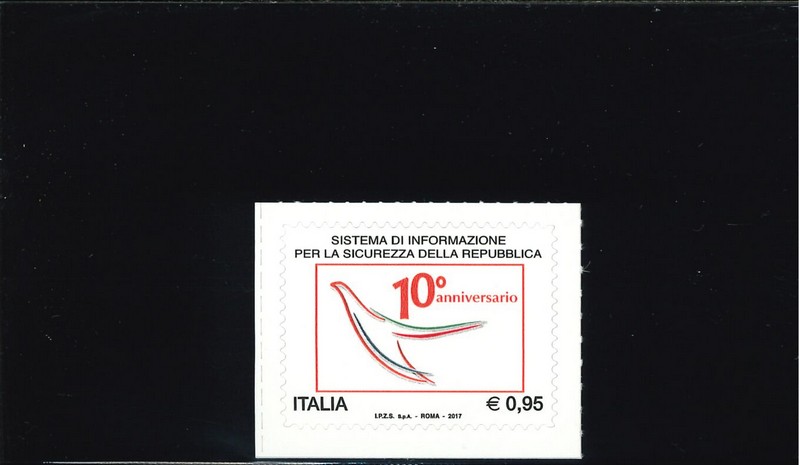 SISTEMA DI INFORMAZIONE
PER LA SICUREZZA DELLA REPUBBLICA
10° anniversario
ITALIA
€ 0,95
I.P.Z.S. S.p.A. - ROMA - 2017